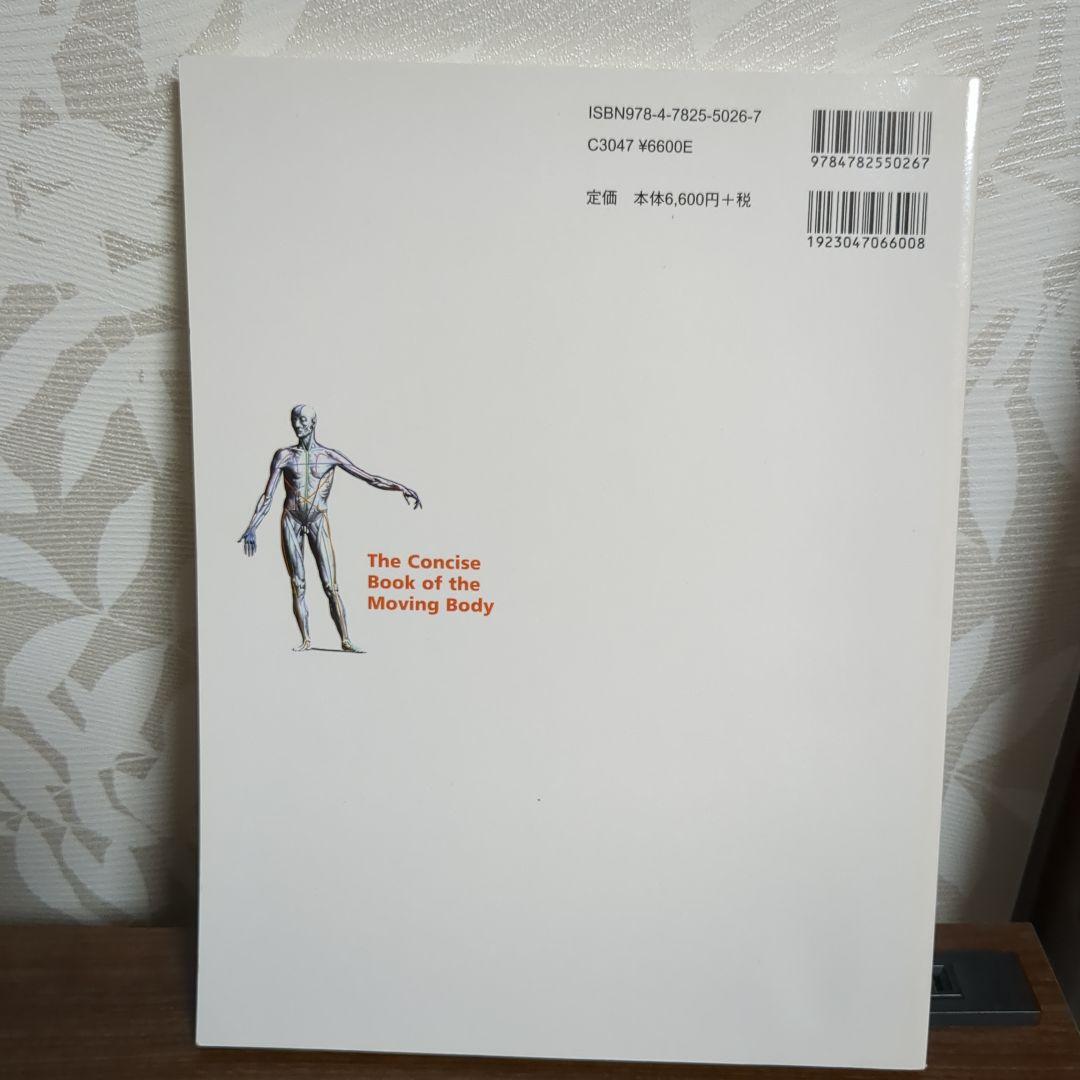 ISBN978-4-7825-5026-7
C3047 ¥6600E
9784782550267
定価 本体6,600円+税
1923047066008
The Concise
Book of the
Moving Body